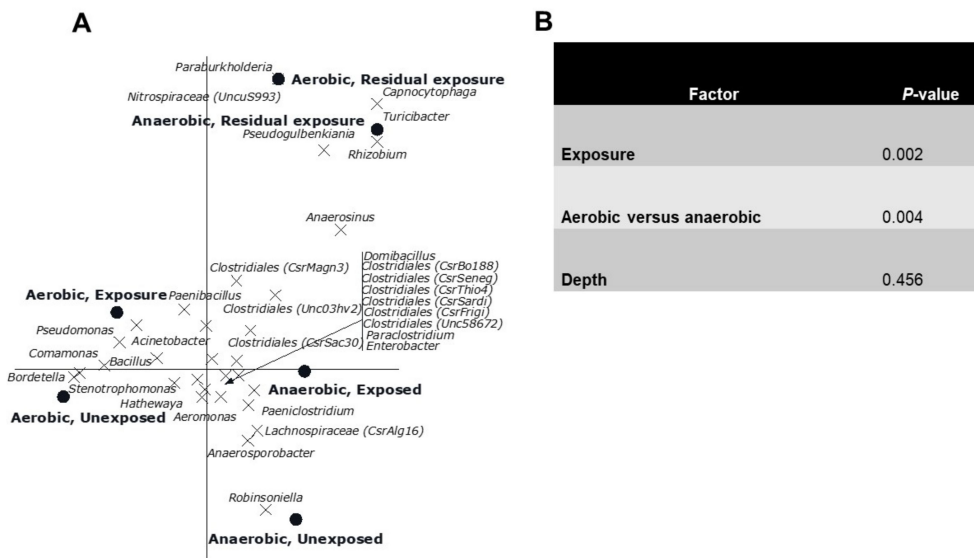 A
Paraburkholderia
Aerobic, Residual exposure
Nitrospiraceae (UncuS993)
Capnocytophaga
Anaerobic, Residual exposure
Turicibacter
Pseudogulbenkiania
Rhizobium
Anaerosinus
Domibacillus
Clostridiales (CsrMagn3)
Clostridiales (CsrBo188)
Clostridiales (CsrSeneg)
Clostridiales (CsrThio4)
Aerobic, Exposure
Paenibacillus
Clostridiales (CsrSardi)
Clostridiales (Unc03hv2)
Clostridiales (CsrFrigi)
Clostridiales (Unc58672)
Pseudomonas
Acinetobacter
Clostridiales (CsrSac30)
Paraclostridium
Enterobacter
Comamonas
Bacillus
Bordetella
Stenotrophomonas
Anaerobic, Exposed
Hathewaya
Aerobic, Unexposed
Aeromonas
Paeniclostridium
Lachnospiraceae (CsrAlg16)
Anaerosporobacter
Robinsoniella
Anaerobic, Unexposed
B
Factor P-value
Exposure 0.002
Aerobic versus anaerobic 0.004
Depth 0.456